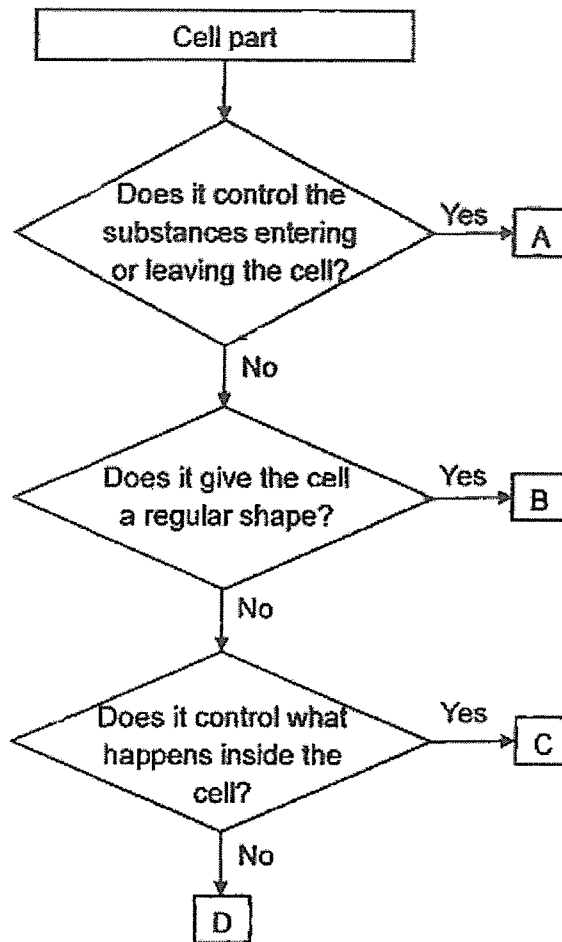 Cell part
Does it control the
substances entering
or leaving the cell?
Yes
A
No
Does it give the cell
a regular shape?
Yes
B
No
Does it control what
happens inside the
cell?
Yes
C
No
D